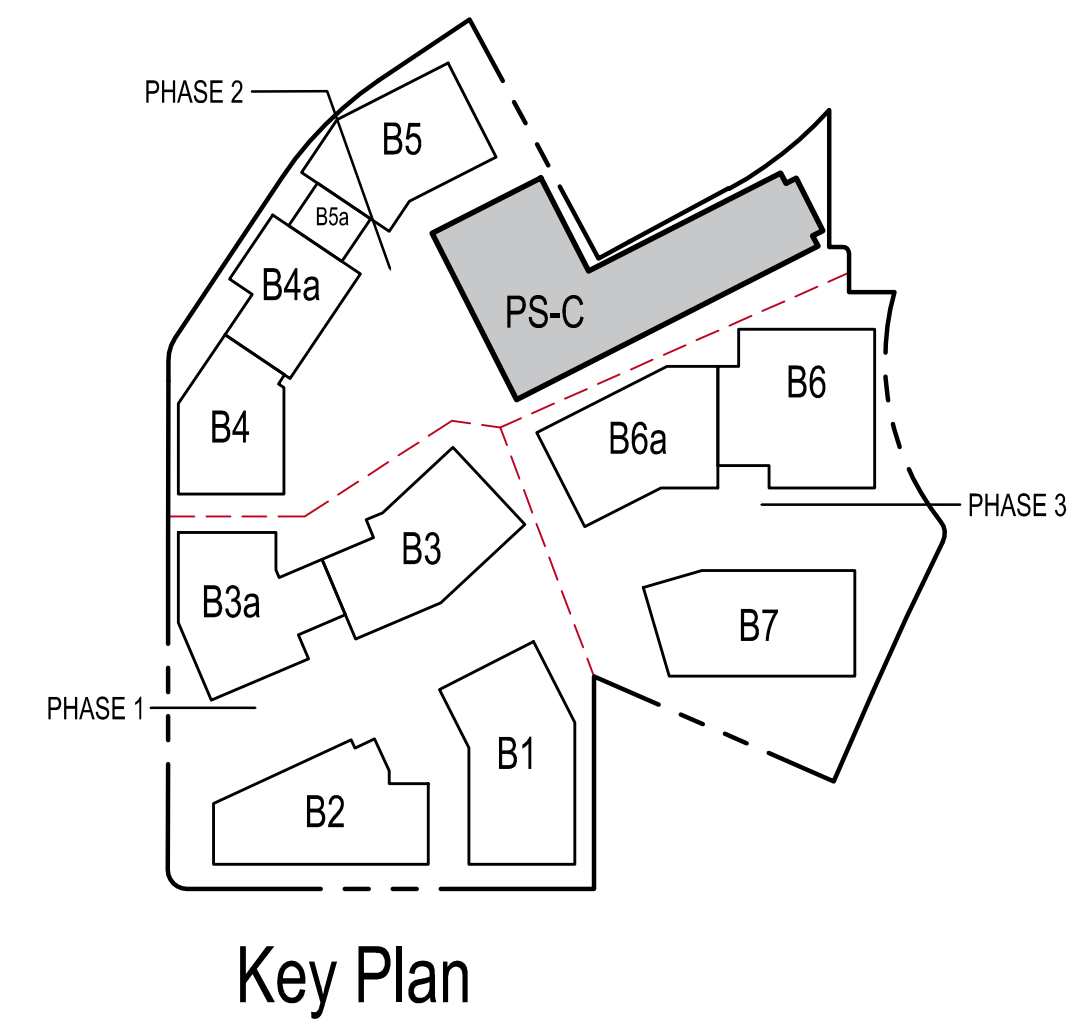 PHASE 2
B5
B5a
B4a
PS-C
B6
B4
B6a
PHASE 3
B3
B3a
B7
PHASE 1
B1
B2
Key Plan